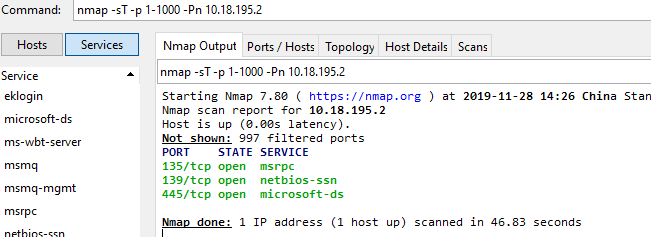 Command: nmap -sT -p 1-1000 -Pn 10.18.195.2
Hosts Services
Nmap Output Ports / Hosts Topology Host Details Scans
nmap -sT -p 1-1000 -Pn 10.18.195.2
Service
eklogin
microsoft-ds
ms-wbt-server
msmq
msmq-mgmt
msrpc
netbios-ssn
Starting Nmap 7.80 ( https://nmap.org ) at 2019-11-28 14:26 China Stan
Nmap scan report for 10.18.195.2
Host is up (0.00s latency).
Not shown: 997 filtered ports
PORT STATE SERVICE
135/tcp open msrpc
139/tcp open netbios-ssn
445/tcp open microsoft-ds
Nmap done: 1 IP address (1 host up) scanned in 46.83 seconds